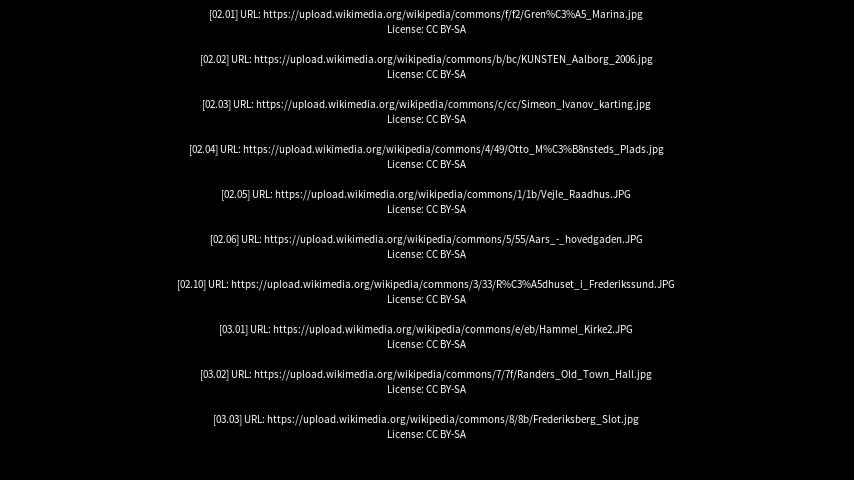 [02.01] URL: https://upload.wikimedia.org/wikipedia/commons/f/f2/Gren%C3%A5_Marina.jpg
License: CC BY-SA
[02.02] URL: https://upload.wikimedia.org/wikipedia/commons/b/bc/KUNSTEN_Aalborg_2006.jpg
License: CC BY-SA
[02.03] URL: https://upload.wikimedia.org/wikipedia/commons/c/cc/Simeon_Ivanov_karting.jpg
License: CC BY-SA
[02.04] URL: https://upload.wikimedia.org/wikipedia/commons/4/49/Otto_M%C3%B8nsteds_Plads.jpg
License: CC BY-SA
[02.05] URL: https://upload.wikimedia.org/wikipedia/commons/1/1b/Vejle_Raadhus.JPG
License: CC BY-SA
[02.06] URL: https://upload.wikimedia.org/wikipedia/commons/5/55/Aars_-_hovedgaden.JPG
License: CC BY-SA
[02.10] URL: https://upload.wikimedia.org/wikipedia/commons/3/33/R%C3%A5dhuset_i_Frederikssund.JPG
License: CC BY-SA
[03.01] URL: https://upload.wikimedia.org/wikipedia/commons/e/eb/Hammel_Kirke2.JPG
License: CC BY-SA
[03.02] URL: https://upload.wikimedia.org/wikipedia/commons/7/7f/Randers_Old_Town_Hall.jpg
License: CC BY-SA
[03.03] URL: https://upload.wikimedia.org/wikipedia/commons/8/8b/Frederiksberg_Slot.jpg
License: CC BY-SA